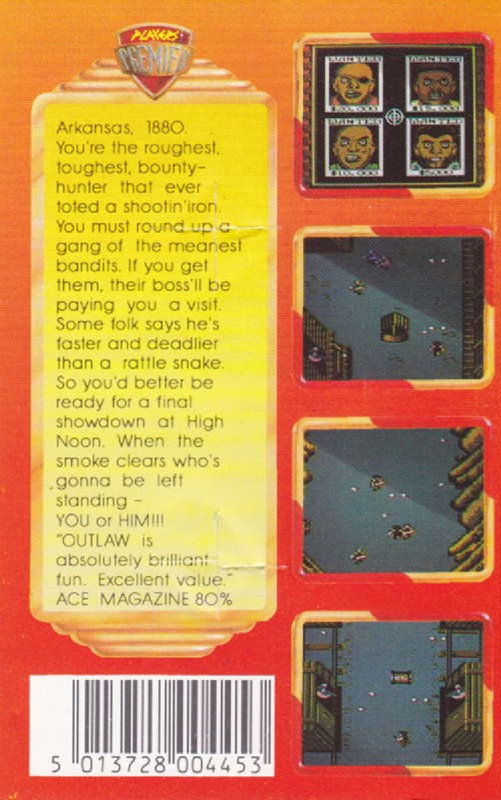 PLAYERS
PREMIER
Arkansas, 1880.
You're the roughest,
toughest, bounty-
hunter that ever
toted a shootin'iron.
You must round up a
gang of the meanest
bandits. If you get
them, their boss'll be
paying you a visit.
Some folk says he's
faster and deadlier
than a rattle snake.
So you'd better be
ready for a final
showdown at High
Noon. When the
smoke clears who's
gonna be left
standing -
YOU or HIM!!!
"OUTLAW is
absolutely brilliant
fun. Excellent value."
ACE MAGAZINE 80%
5 013728 004453
WANTED
WANTED
$20,000
$15,000
WANTED
WANTED
$10,000
$5000